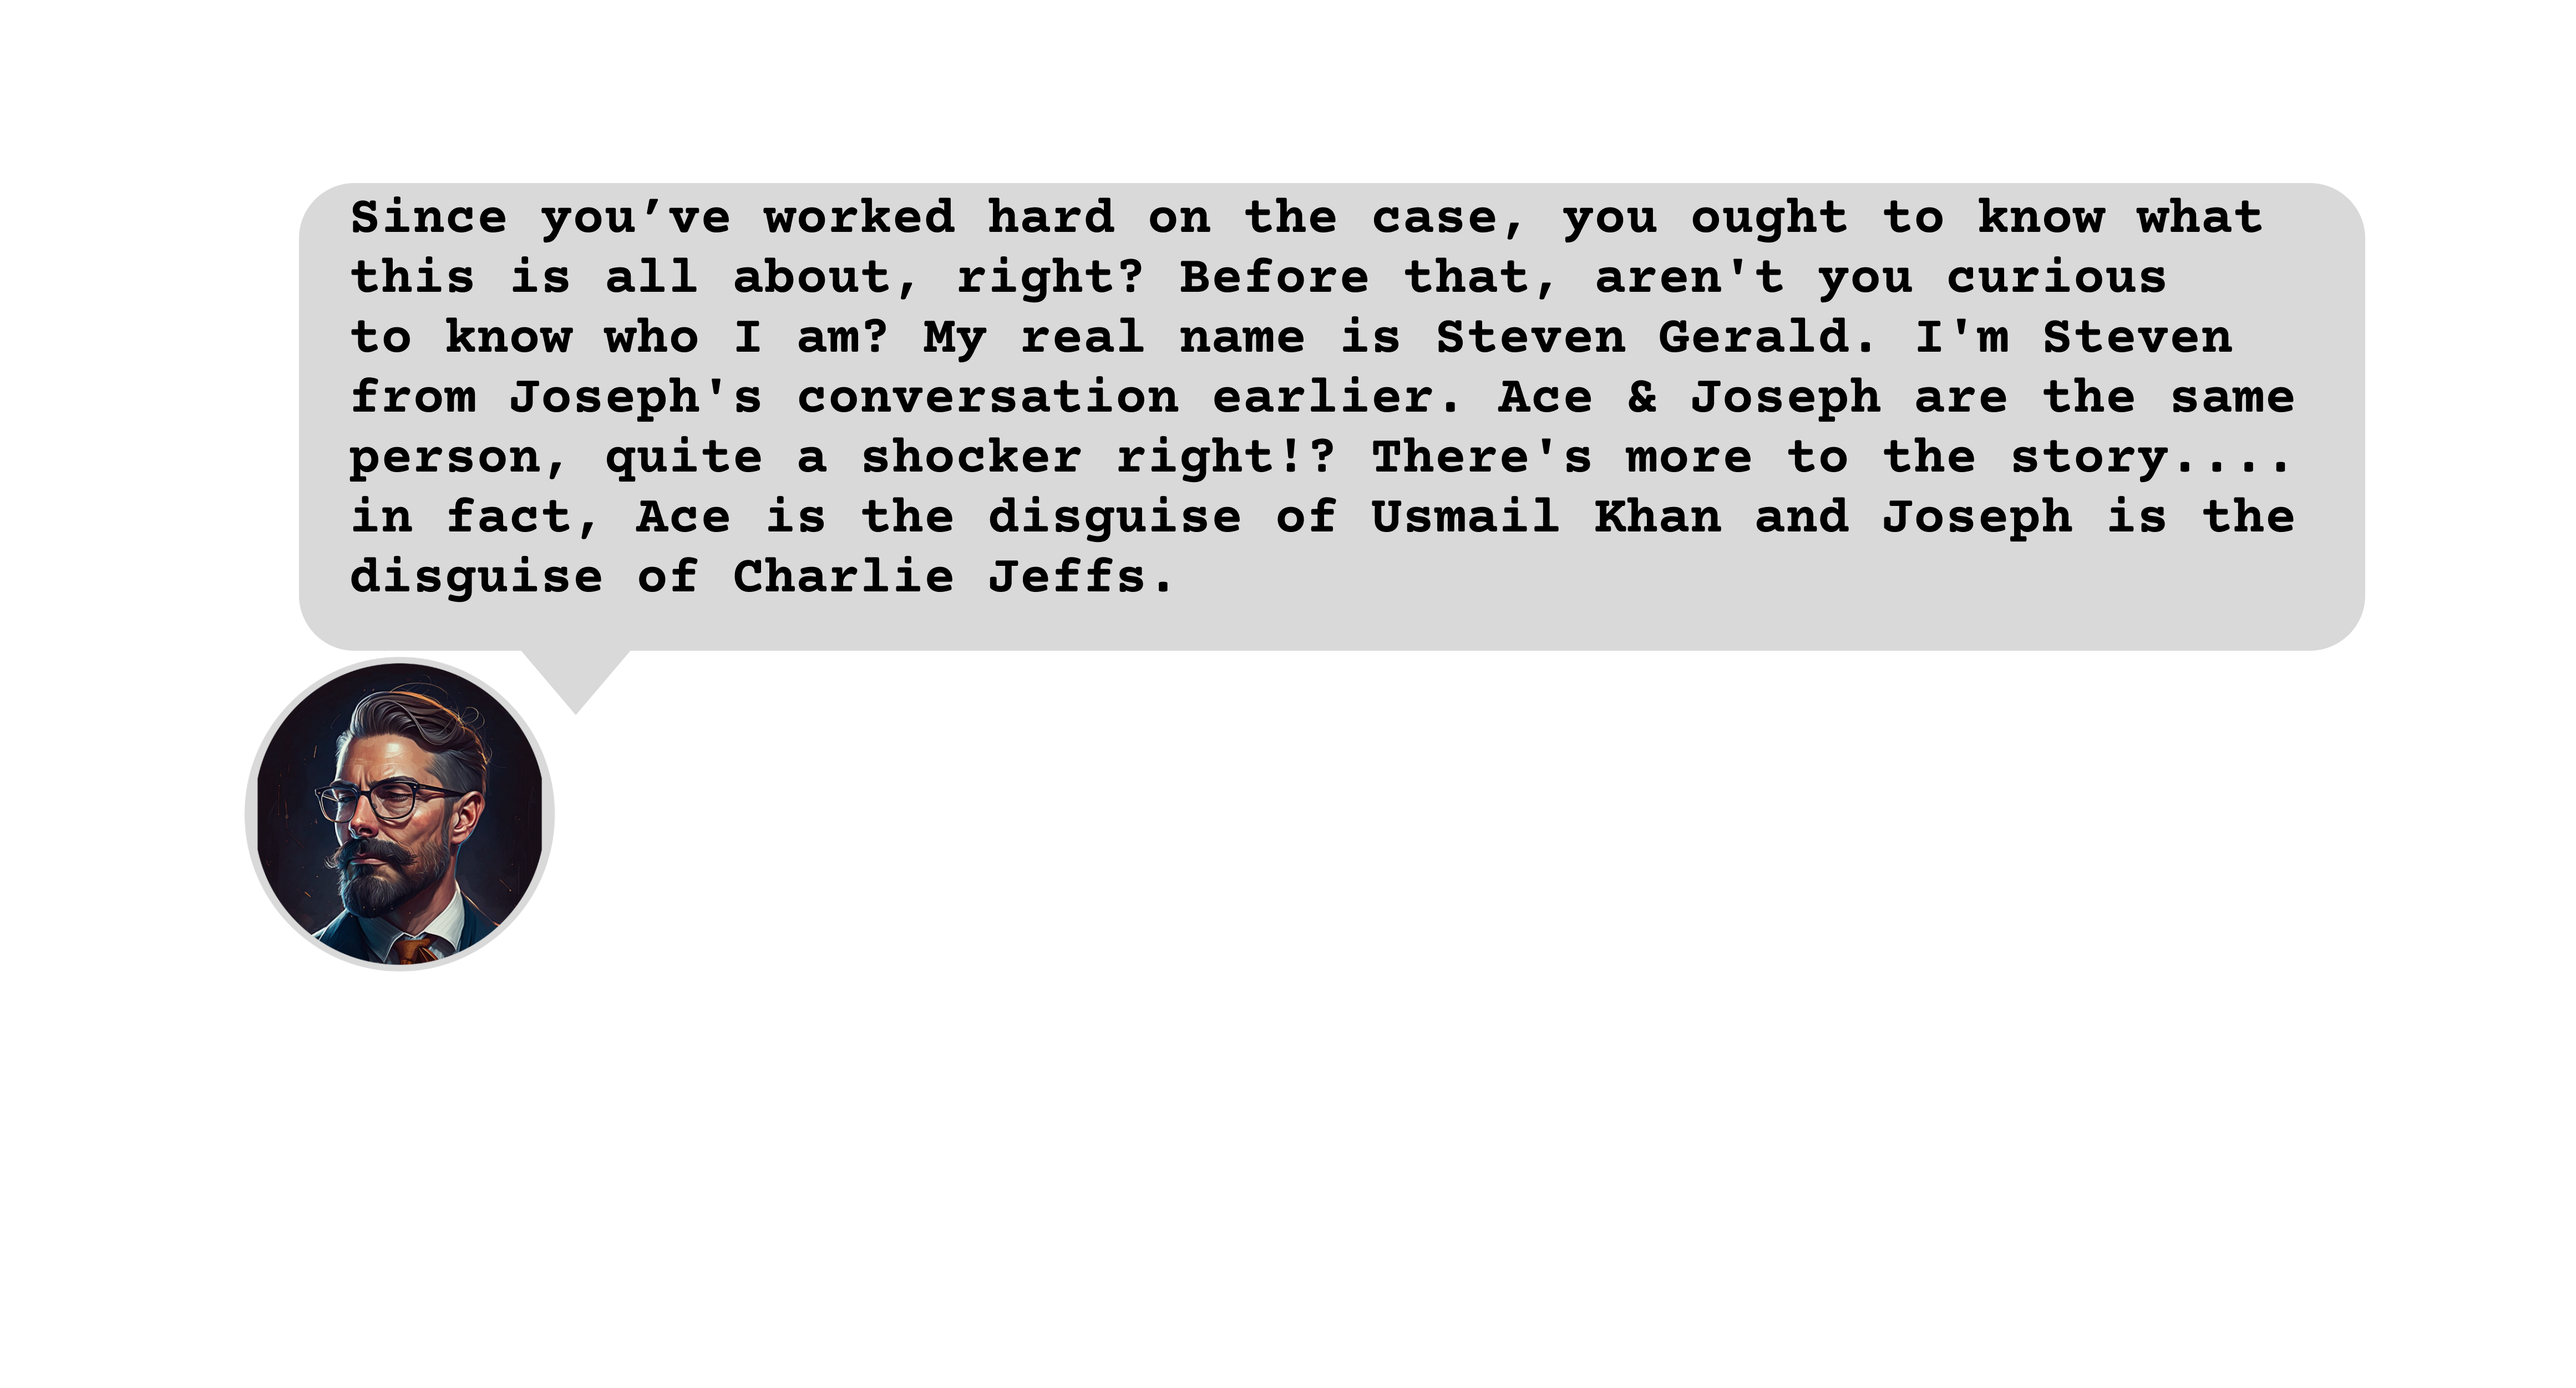 Since you’ve worked hard on the case, you ought to know what
this is all about, right? Before that, aren't you curious
to know who I am? My real name is Steven Gerald. I'm Steven
from Joseph's conversation earlier. Ace & Joseph are the same
person, quite a shocker right!? There's more to the story....
in fact, Ace is the disguise of Usmail Khan and Joseph is the
disguise of Charlie Jeffs.